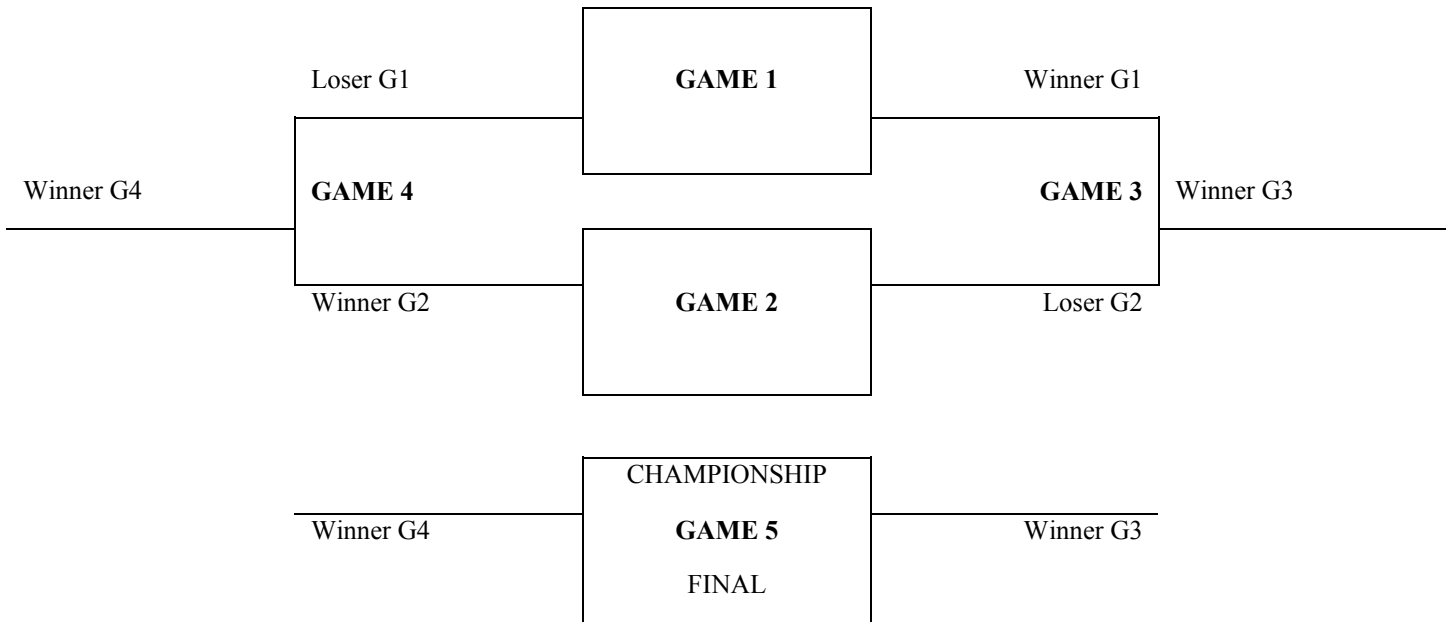 Loser G1 GAME 1 Winner G1
Winner G4 GAME 4 GAME 3 Winner G3
Winner G2 GAME 2 Loser G2
CHAMPIONSHIP
Winner G4 GAME 5 Winner G3
FINAL